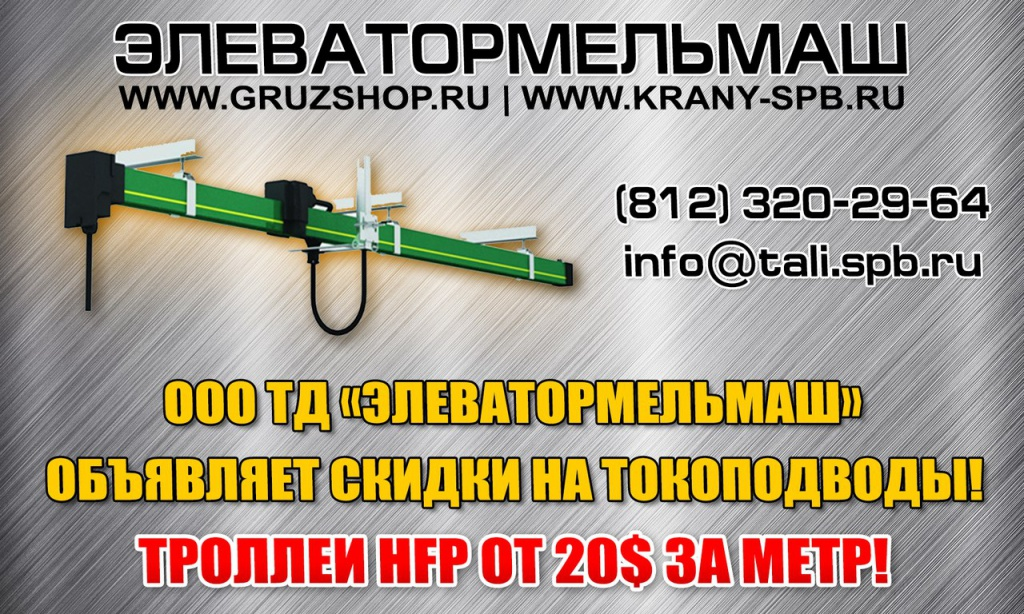 ЭЛЕВАТОРМЕЛЬМАШ
WWW.GRUZSHOP.RU | WWW.KRANY-SPB.RU
(812) 320-29-64
info@tali.spb.ru
ООО ТД «ЭЛЕВАТОРМЕЛЬМАШ»
ОБЪЯВЛЯЕТ СКИДКИ НА ТОКОПОДВОДЫ!
ТРОЛЛЕИ HFP ОТ 20$ ЗА МЕТР!